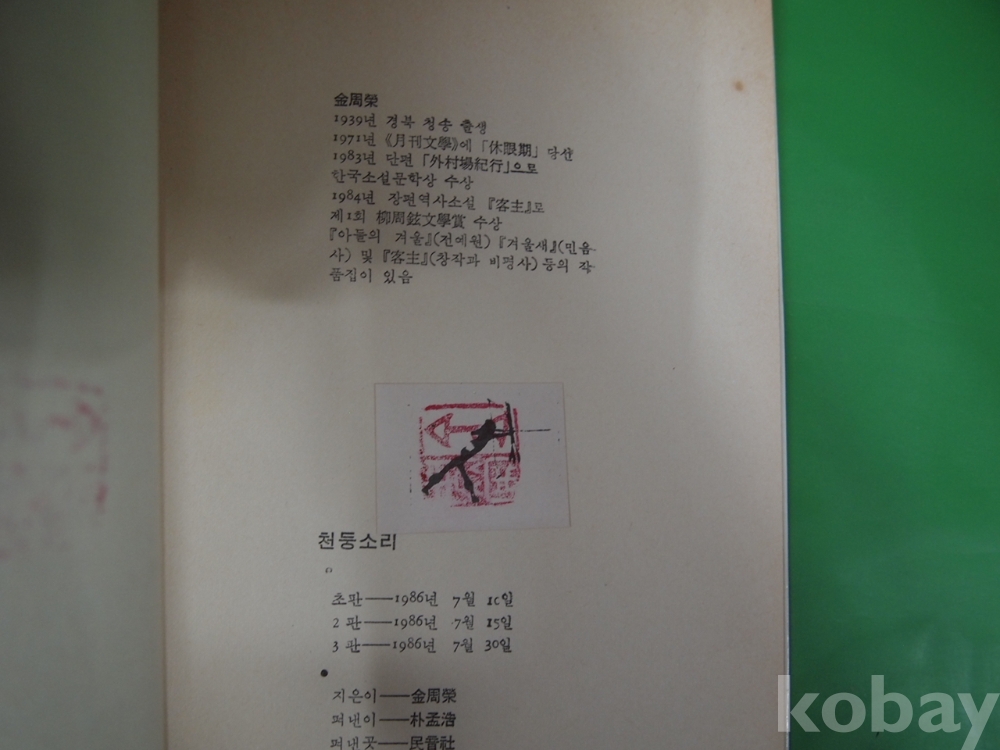 金周榮
1939년 경북 청송 출생
1971년 《月刊文學》에 「休眠期」 당선
1983년 단편 「外村場紀行」으로
한국소설문학상 수상
1984년 장편역사소설 『客主』로
제1회 柳周鉉文學賞 수상
『아들의 겨울』(전예원) 『겨울새』(민음
사) 및 『客主』(창작과 비평사) 등의 작
품집이 있음
천둥소리
초판──1986년 7월 10일
2 판──1986년 7월 15일
3 판──1986년 7월 30일
지은이──金周榮
펴낸이──朴孟浩
펴낸곳──民音社
kobay